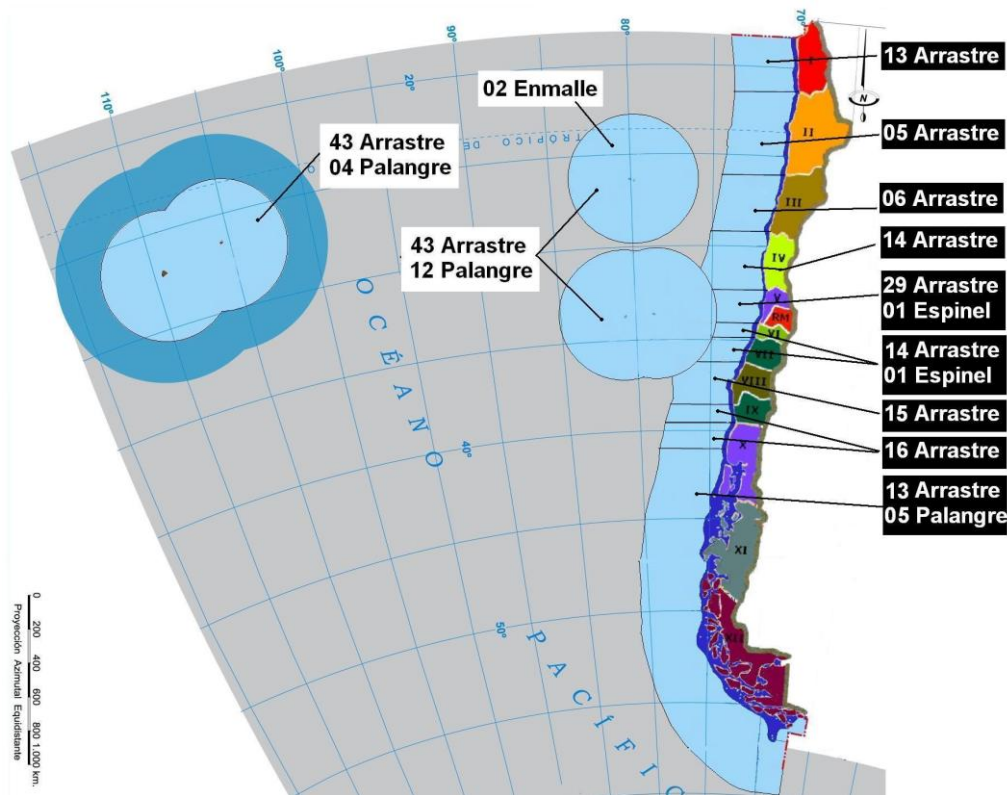 70°
80°
90°
20°
100°
110°
13 Arrastre
02 Enmalle
N
I
05 Arrastre
II
TRÓPICO DE
43 Arrastre
04 Palangre
06 Arrastre
III
43 Arrastre
12 Palangre
14 Arrastre
IV
29 Arrastre
01 Espinel
V
RM
VI
14 Arrastre
01 Espinel
VII
VIII
15 Arrastre
IX
16 Arrastre
X
OCÉANO
40°
13 Arrastre
05 Palangre
XI
50°
XII
PACÍFIC
0
200
400
600
800
1.000 km.
Proyección Azimutal Equidistante